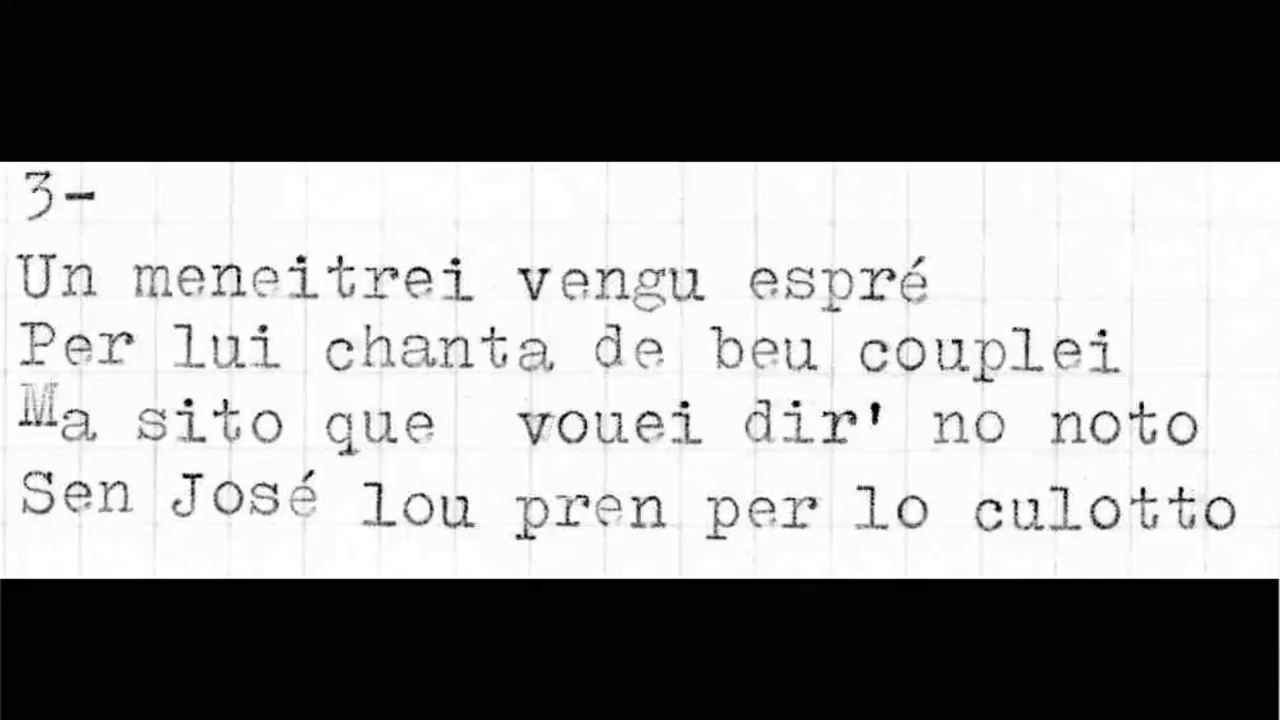 3-
Un meneitrei vengu espré
Per lui chanta de beu couplei
Ma sito que vouei dir' no noto
Sen José lou pren per lo culotto